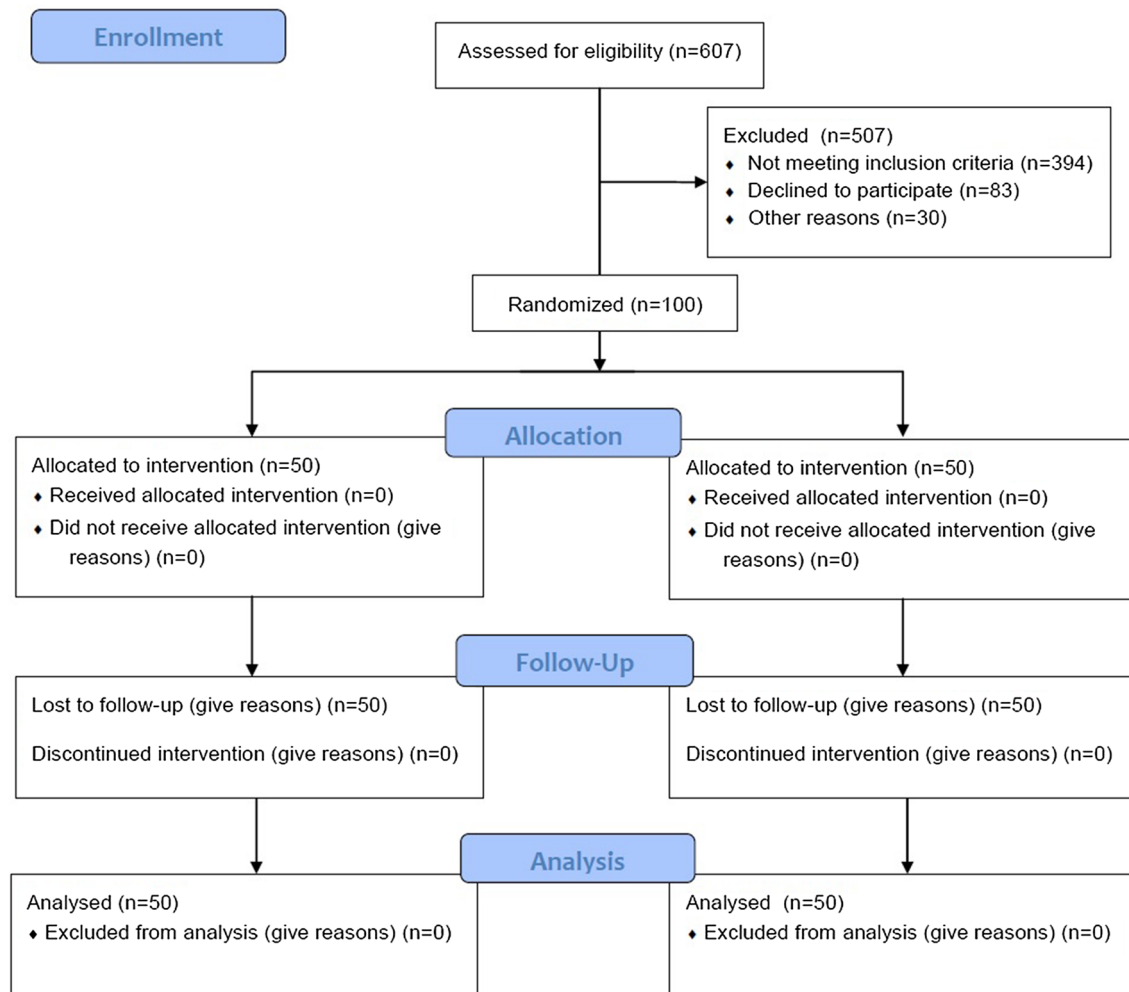 Enrollment
Assessed for eligibility (n=607)
Excluded  (n=507)
♦ Not meeting inclusion criteria (n=394)
♦ Declined to participate (n=83)
♦ Other reasons (n=30)
Randomized (n=100)
Allocation
Allocated to intervention (n=50)
♦ Received allocated intervention (n=0)
♦ Did not receive allocated intervention (give
reasons) (n=0)
Allocated to intervention (n=50)
♦ Received allocated intervention (n=0)
♦ Did not receive allocated intervention (give
reasons) (n=0)
Follow-Up
Lost to follow-up (give reasons) (n=50)
Discontinued intervention (give reasons) (n=0)
Lost to follow-up (give reasons) (n=50)
Discontinued intervention (give reasons) (n=0)
Analysis
Analysed (n=50)
♦ Excluded from analysis (give reasons) (n=0)
Analysed  (n=50)
♦ Excluded from analysis (give reasons) (n=0)